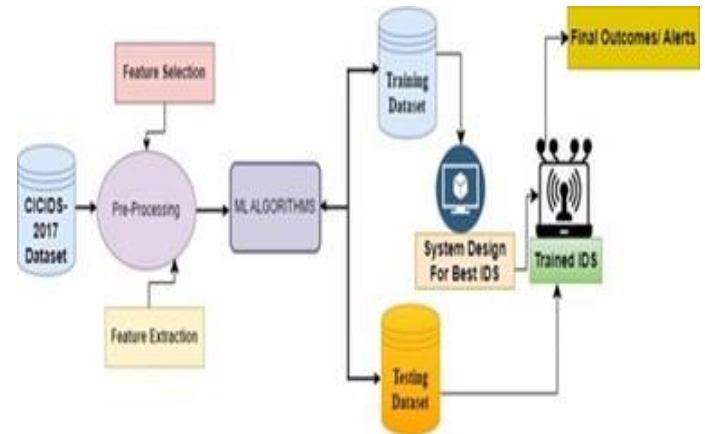 Feature Selection
CICIDS-
2017
Dataset
Pre-Processing
Feature Extraction
ML ALGORITHMS
Training
Dataset
System Design
For Best IDS
Testing
Dataset
Trained IDS
Final Outcomes/ Alerts